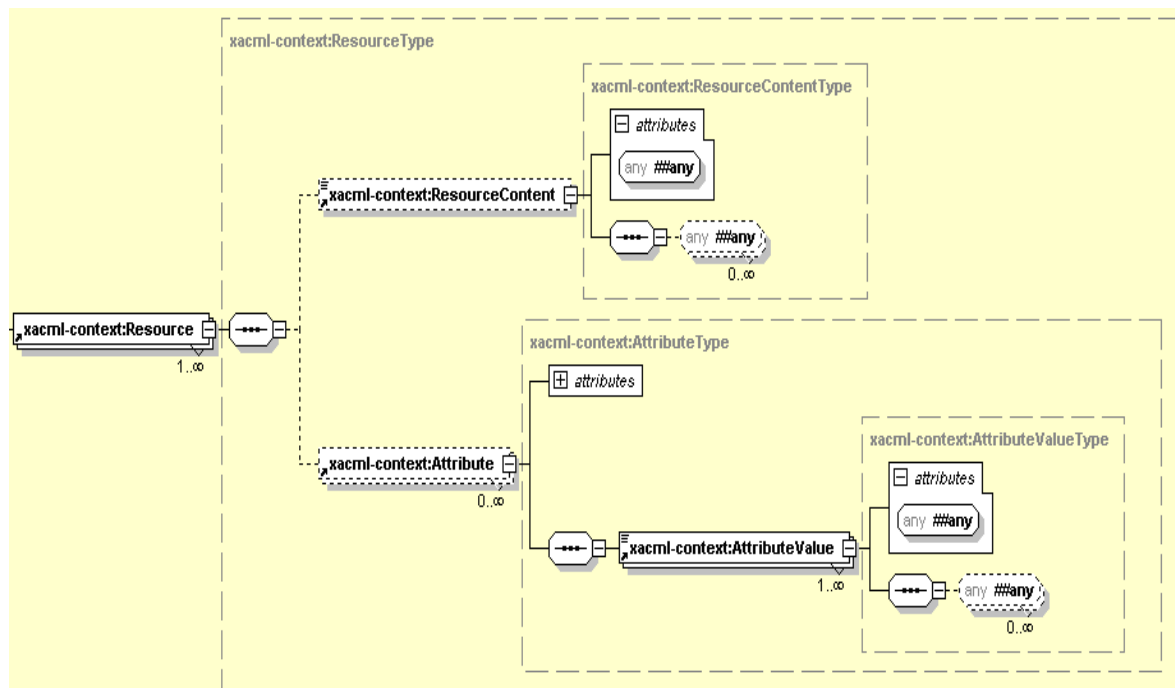 xacml-context:ResourceType
xacml-context:ResourceContentType
attributes
any ##any
xacml-context:ResourceContent
any ##any
0..∞
xacml-context:Resource
1..∞
xacml-context:AttributeType
attributes
xacml-context:Attribute
0..∞
xacml-context:AttributeValueType
attributes
any ##any
xacml-context:AttributeValue
1..∞
any ##any
0..∞